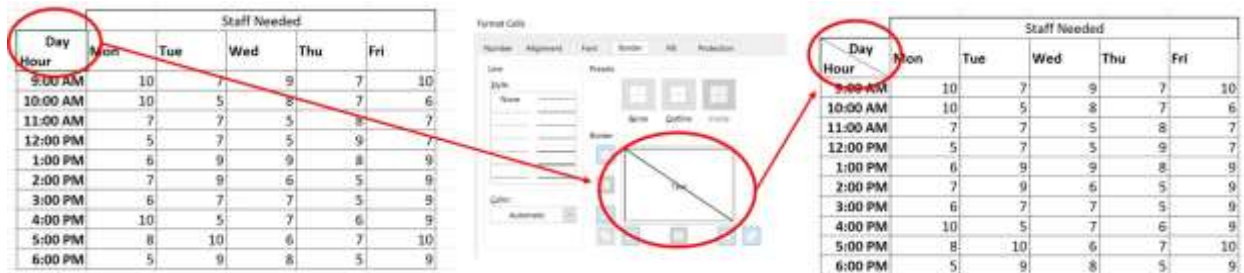 Staff Needed
Day
Hour Mon Tue Wed Thu Fri
9:00 AM 10 7 9 7 10
10:00 AM 10 5 8 7 6
11:00 AM 7 7 5 8 7
12:00 PM 5 7 5 9 7
1:00 PM 6 9 9 8 9
2:00 PM 7 9 6 5 9
3:00 PM 6 7 7 5 9
4:00 PM 10 5 7 6 9
5:00 PM 8 10 6 7 10
6:00 PM 5 9 8 5 9
Format Cells
Number Alignment Font Border Fill Protection
Line
Style:
None
Presets
None Outline Inside
Border
Text
Color:
Automatic
Staff Needed
Day
Hour Mon Tue Wed Thu Fri
9:00 AM 10 7 9 7 10
10:00 AM 10 5 8 7 6
11:00 AM 7 7 5 8 7
12:00 PM 5 7 5 9 7
1:00 PM 6 9 9 8 9
2:00 PM 7 9 6 5 9
3:00 PM 6 7 7 5 9
4:00 PM 10 5 7 6 9
5:00 PM 8 10 6 7 10
6:00 PM 5 9 8 5 9